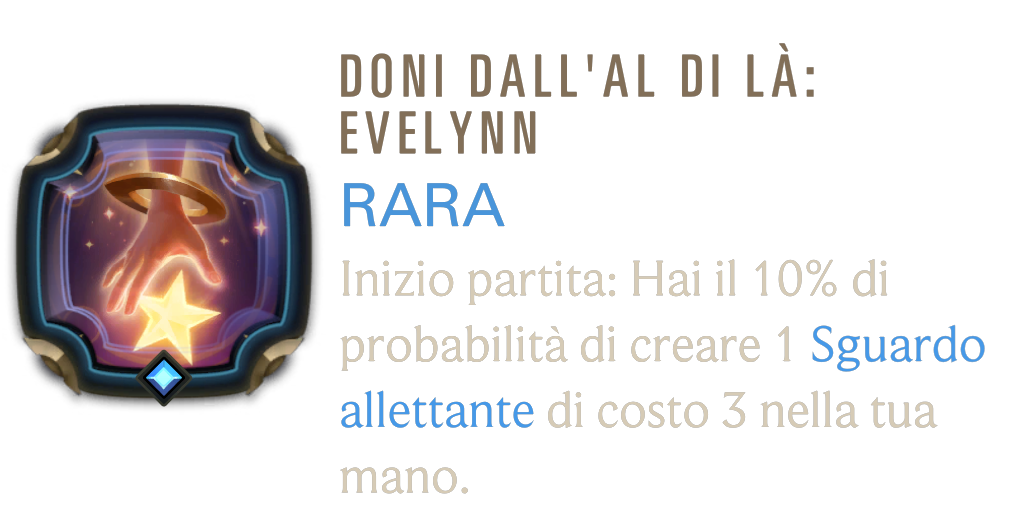 DONI DALL'AL DI LÀ:
EVELYNN
RARA
Inizio partita: Hai il 10% di
probabilità di creare 1 Sguardo
allettante di costo 3 nella tua
mano.